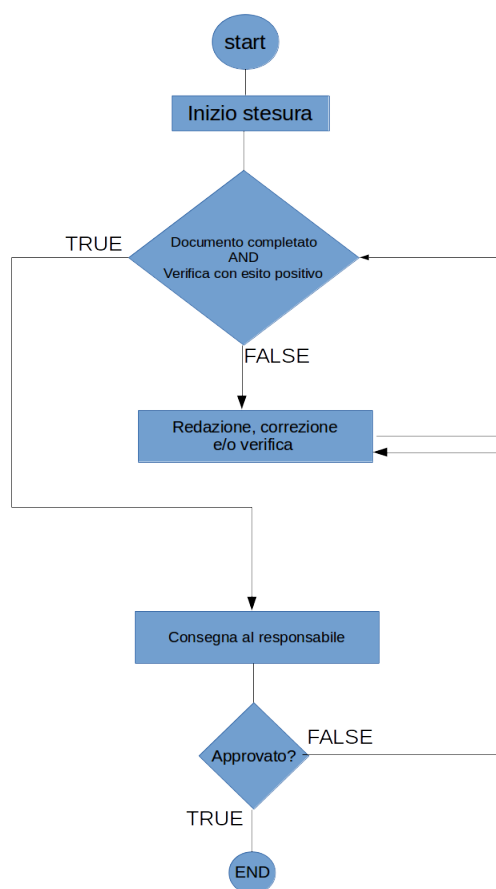 start
Inizio stesura
TRUE
Documento completato
AND
Verifica con esito positivo
FALSE
Redazione, correzione
e/o verifica
Consegna al responsabile
Approvato?
FALSE
TRUE
END